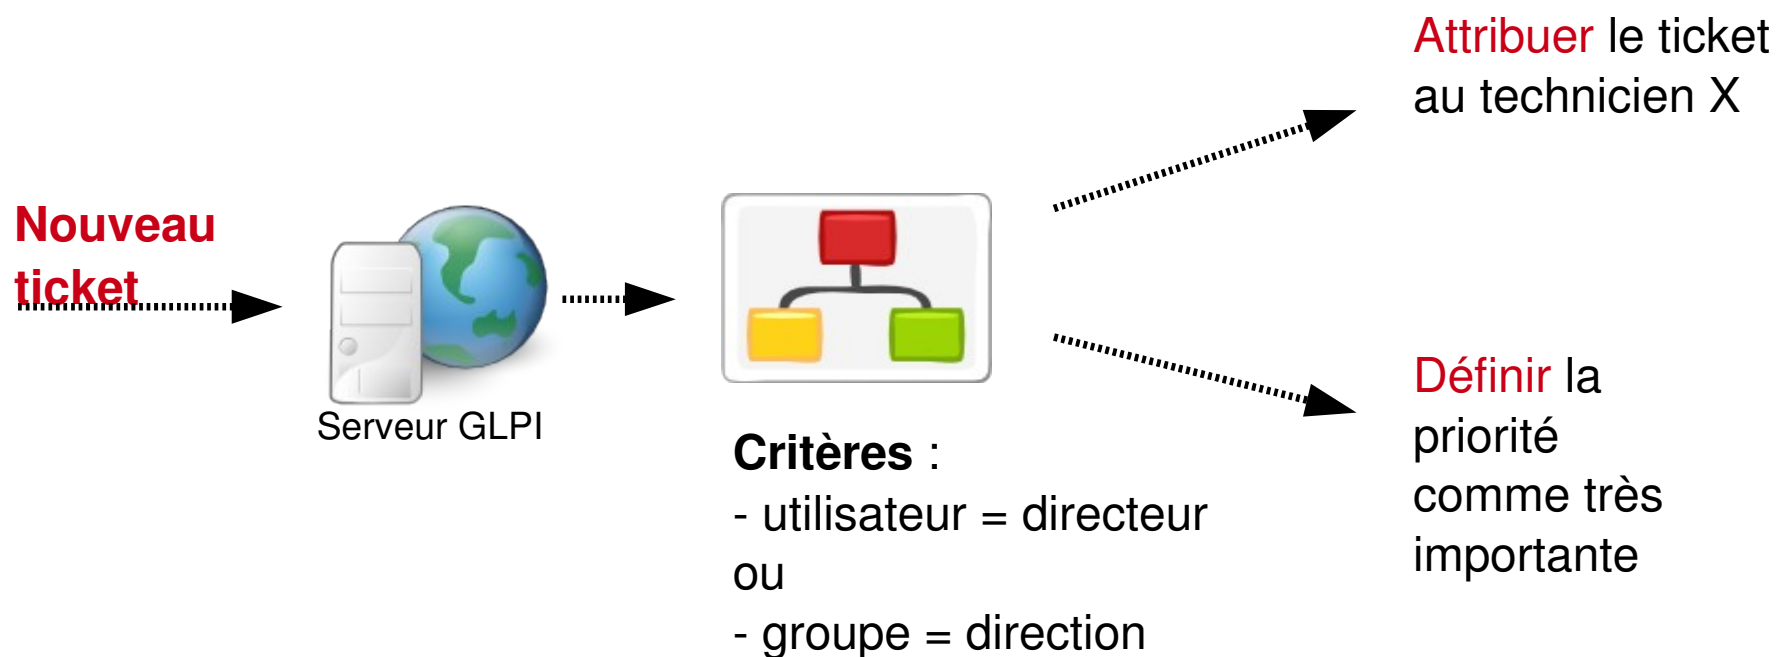 Nouveau
ticket
Serveur GLPI
Critères :
- utilisateur = directeur
ou
- groupe = direction
Attribuer le ticket
au technicien X
Définir la
priorité
comme très
importante